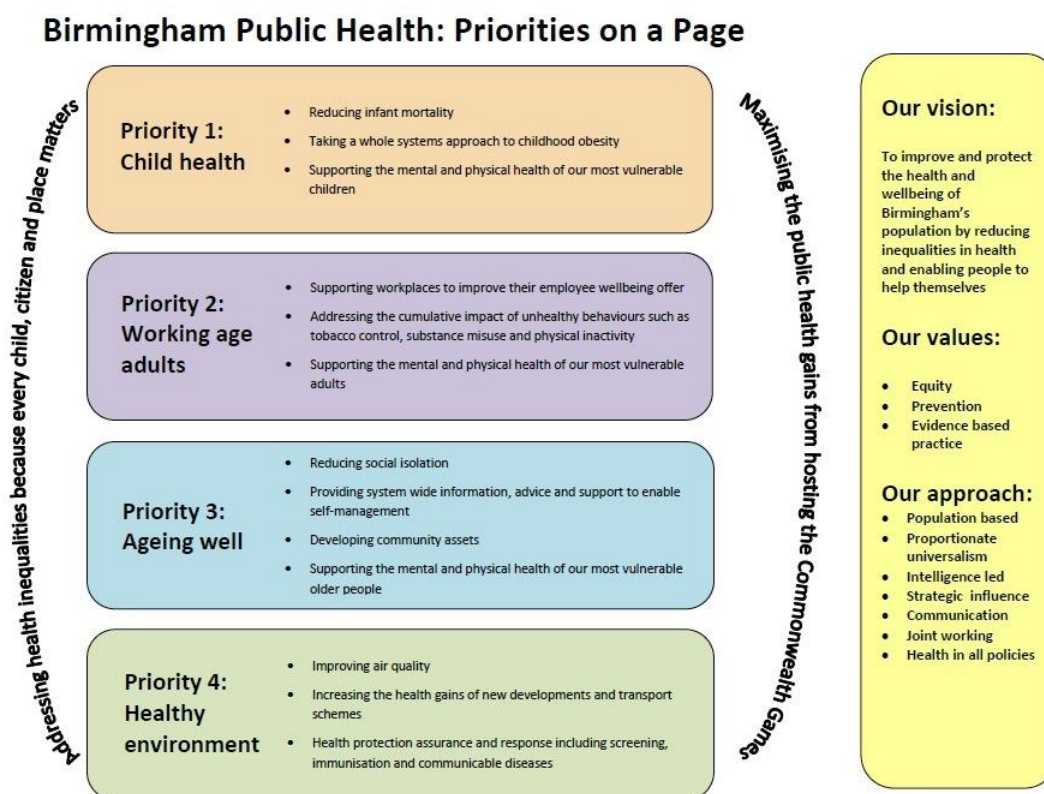 Birmingham Public Health: Priorities on a Page
Addressing health inequalities because every child, citizen and place matters
Priority 1:
Child health
• Reducing infant mortality
• Taking a whole systems approach to childhood obesity
• Supporting the mental and physical health of our most vulnerable
children
Priority 2:
Working age
adults
• Supporting workplaces to improve their employee wellbeing offer
• Addressing the cumulative impact of unhealthy behaviours such as
tobacco control, substance misuse and physical inactivity
• Supporting the mental and physical health of our most vulnerable
adults
Priority 3:
Ageing well
• Reducing social isolation
• Providing system wide information, advice and support to enable
self-management
• Developing community assets
• Supporting the mental and physical health of our most vulnerable
older people
Priority 4:
Healthy
environment
• Improving air quality
• Increasing the health gains of new developments and transport
schemes
• Health protection assurance and response including screening,
immunisation and communicable diseases
Maximising the public health gains from hosting the Commonwealth Games
Our vision:
To improve and protect
the health and
wellbeing of
Birmingham's
population by reducing
inequalities in health
and enabling people to
help themselves
Our values:
• Equity
• Prevention
• Evidence based
practice
Our approach:
• Population based
• Proportionate
universalism
• Intelligence led
• Strategic influence
• Communication
• Joint working
• Health in all policies